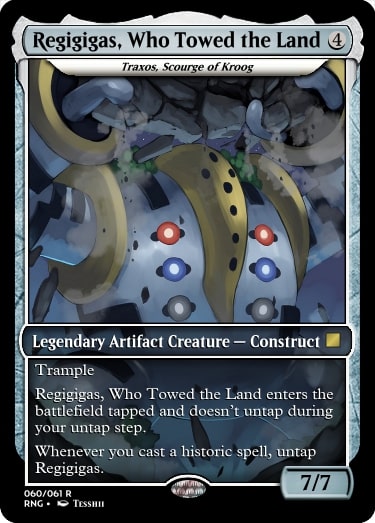 Regigigas, Who Towed the Land 4
Traxos, Scourge of Kroog
Legendary Artifact Creature — Construct
Trample
Regigigas, Who Towed the Land enters the
battlefield tapped and doesn't untap during
your untap step.
Whenever you cast a historic spell, untap
Regigigas.
7/7
060/061 R
RNG • Tesshi